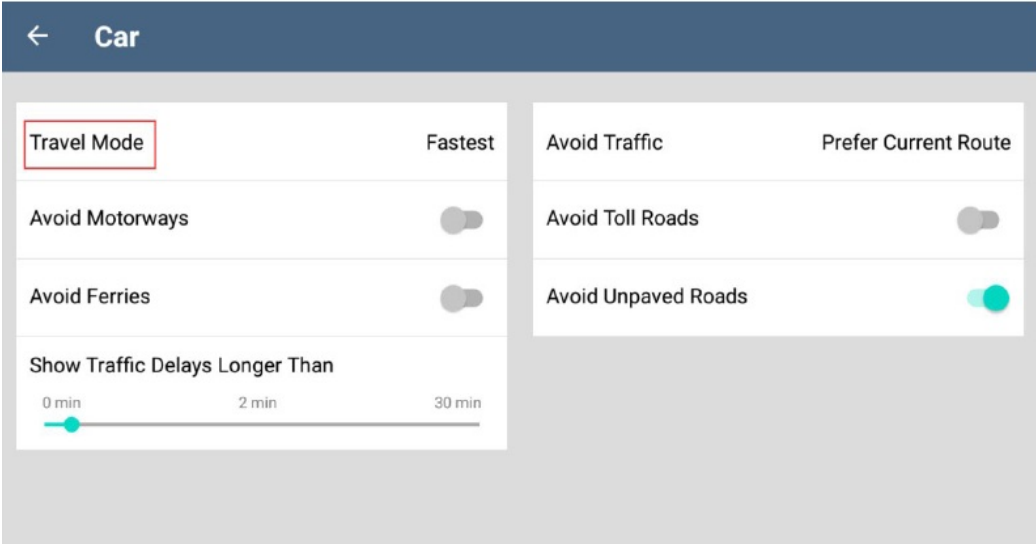 Car
Travel Mode Fastest
Avoid Motorways
Avoid Ferries
Show Traffic Delays Longer Than
0 min 2 min 30 min
Avoid Traffic Prefer Current Route
Avoid Toll Roads
Avoid Unpaved Roads